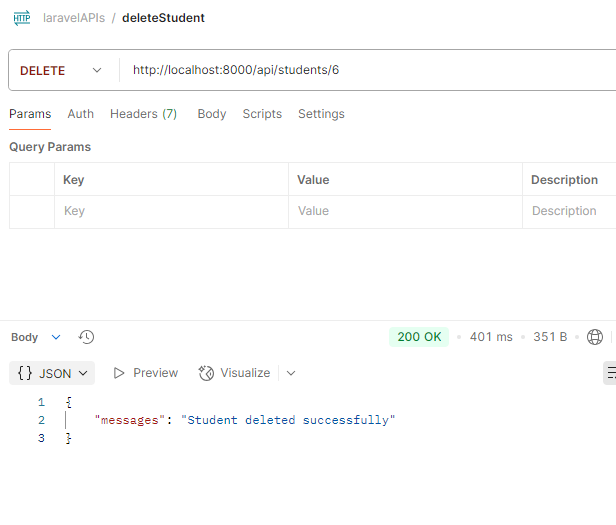 HTTP laravelAPIs / deleteStudent
DELETE http://localhost:8000/api/students/6
Params Auth Headers (7) Body Scripts Settings
Query Params
Key Value Description
Key Value Description
Body 200 OK 401 ms 351 B
{} JSON Preview Visualize
1 {
2 "messages": "Student deleted successfully"
3 }